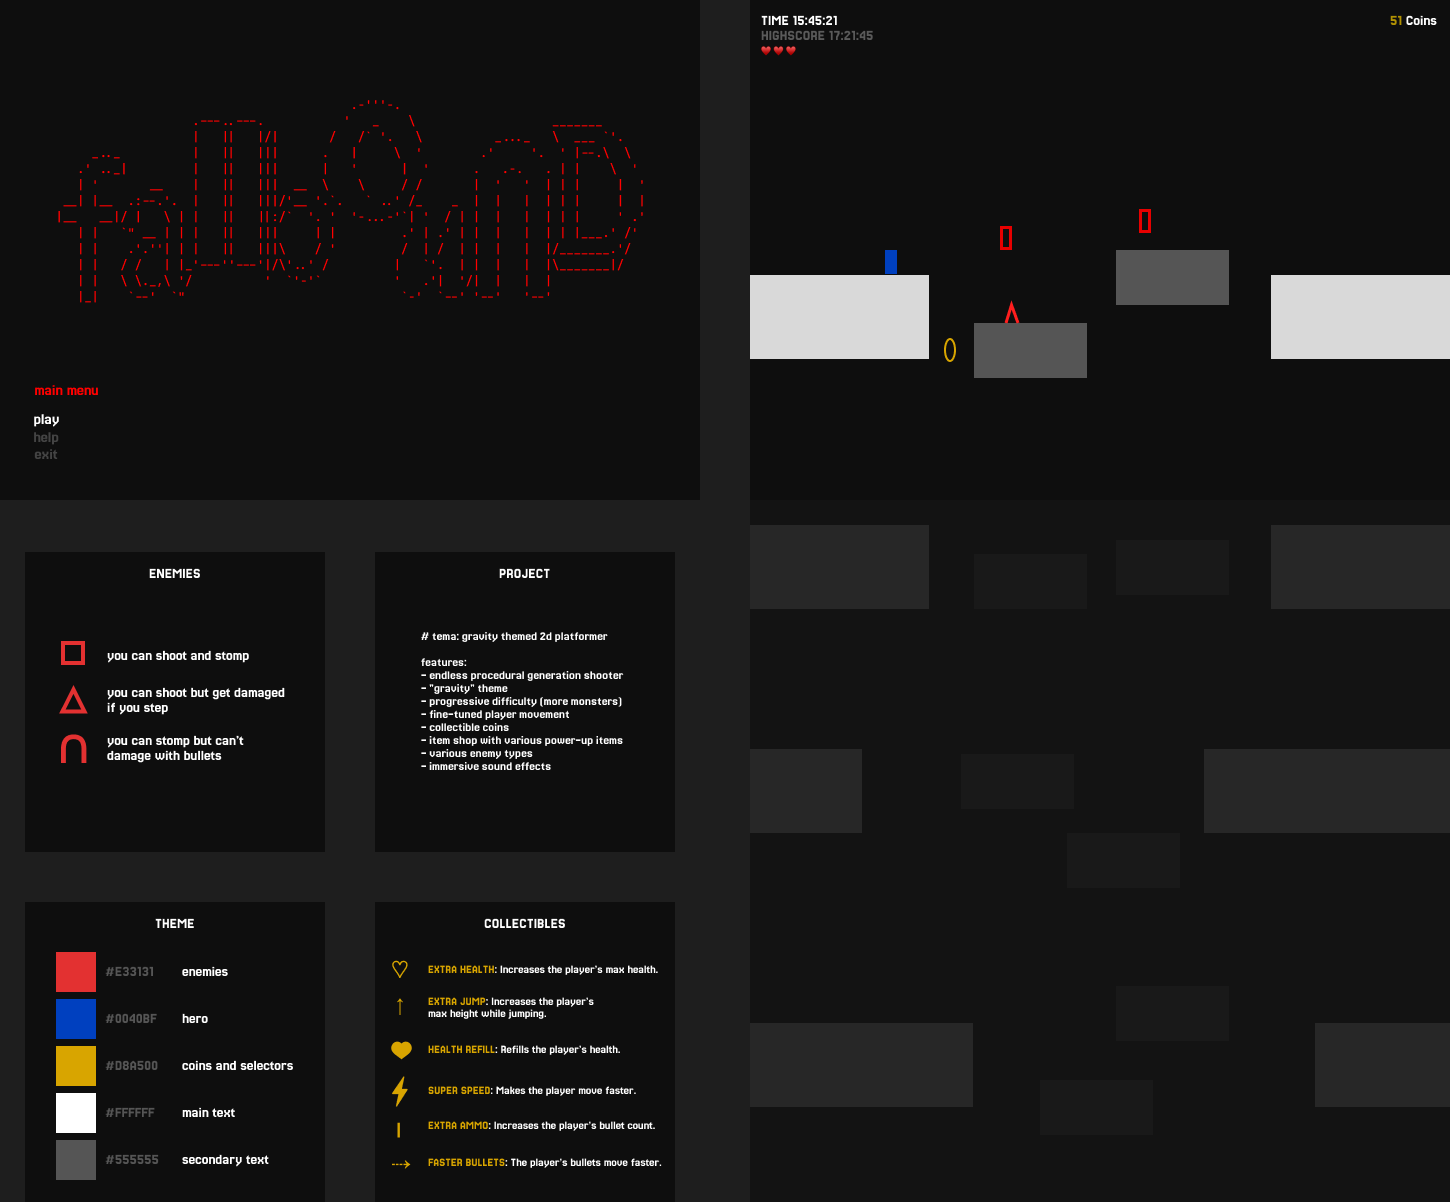 fallbounD
main menu
play
help
exit
TIME 15:45:21
HIGHSCORE 17:21:45
51 Coins
ENEMIES
you can shoot and stomp
you can shoot but get damaged
if you step
you can stomp but can't
damage with bullets
PROJECT
# tema: gravity themed 2d platformer
features:
- endless procedural generation shooter
- "gravity" theme
- progressive difficulty (more monsters)
- fine-tuned player movement
- collectible coins
- item shop with various power-up items
- various enemy types
- immersive sound effects
THEME
#E33131 enemies
#0040BF hero
#D8A500 coins and selectors
#FFFFFF main text
#555555 secondary text
COLLECTIBLES
EXTRA HEALTH: Increases the player's max health.
EXTRA JUMP: Increases the player's
max height while jumping.
HEALTH REFILL: Refills the player's health.
SUPER SPEED: Makes the player move faster.
EXTRA AMMO: Increases the player's bullet count.
FASTER BULLETS: The player's bullets move faster.